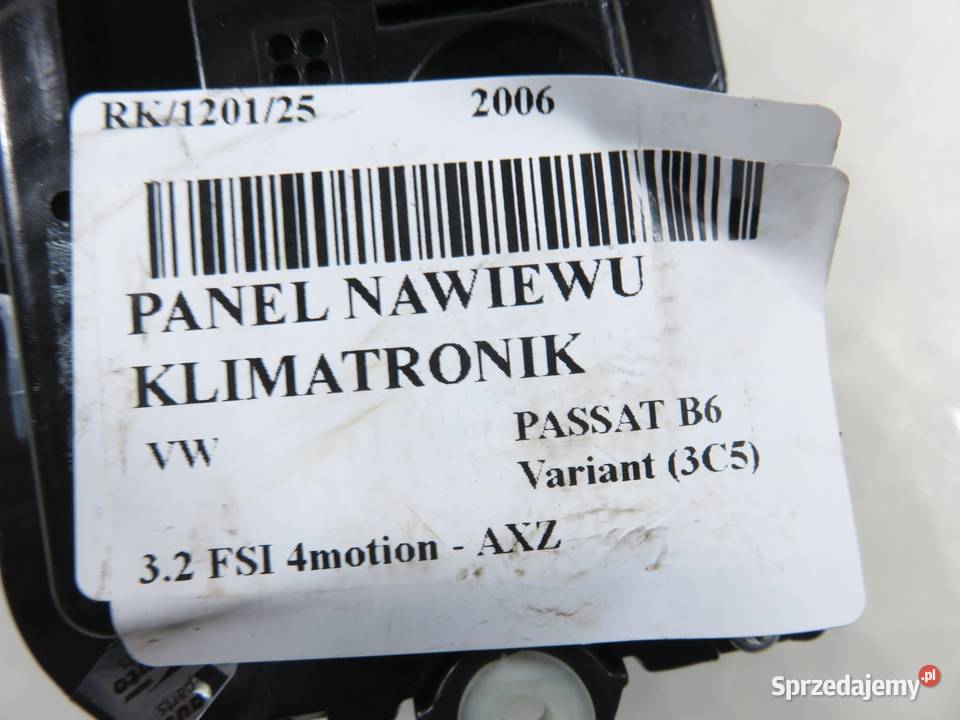 RK/1201/25 2006
PANEL NAWIEWU
KLIMATRONIK
VW PASSAT B6
Variant (3C5)
3.2 FSI 4motion - AXZ
Sprzedajemy.pl